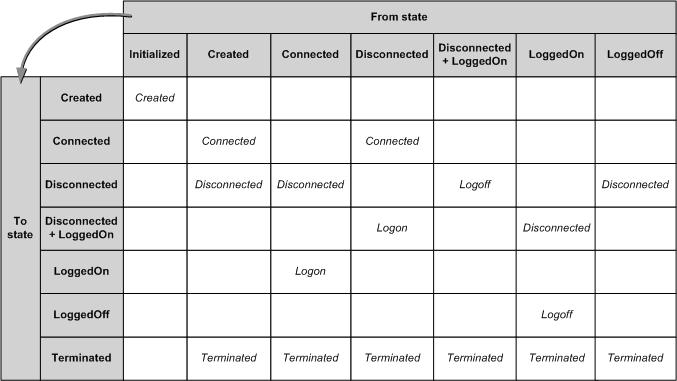 From state
Initialized Created Connected Disconnected Disconnected + LoggedOn LoggedOn LoggedOff
To state
Created Created
Connected Connected Connected
Disconnected Disconnected Disconnected Logoff Disconnected
Disconnected + LoggedOn Logon Disconnected
LoggedOn Logon
LoggedOff Logoff
Terminated Terminated Terminated Terminated Terminated Terminated Terminated